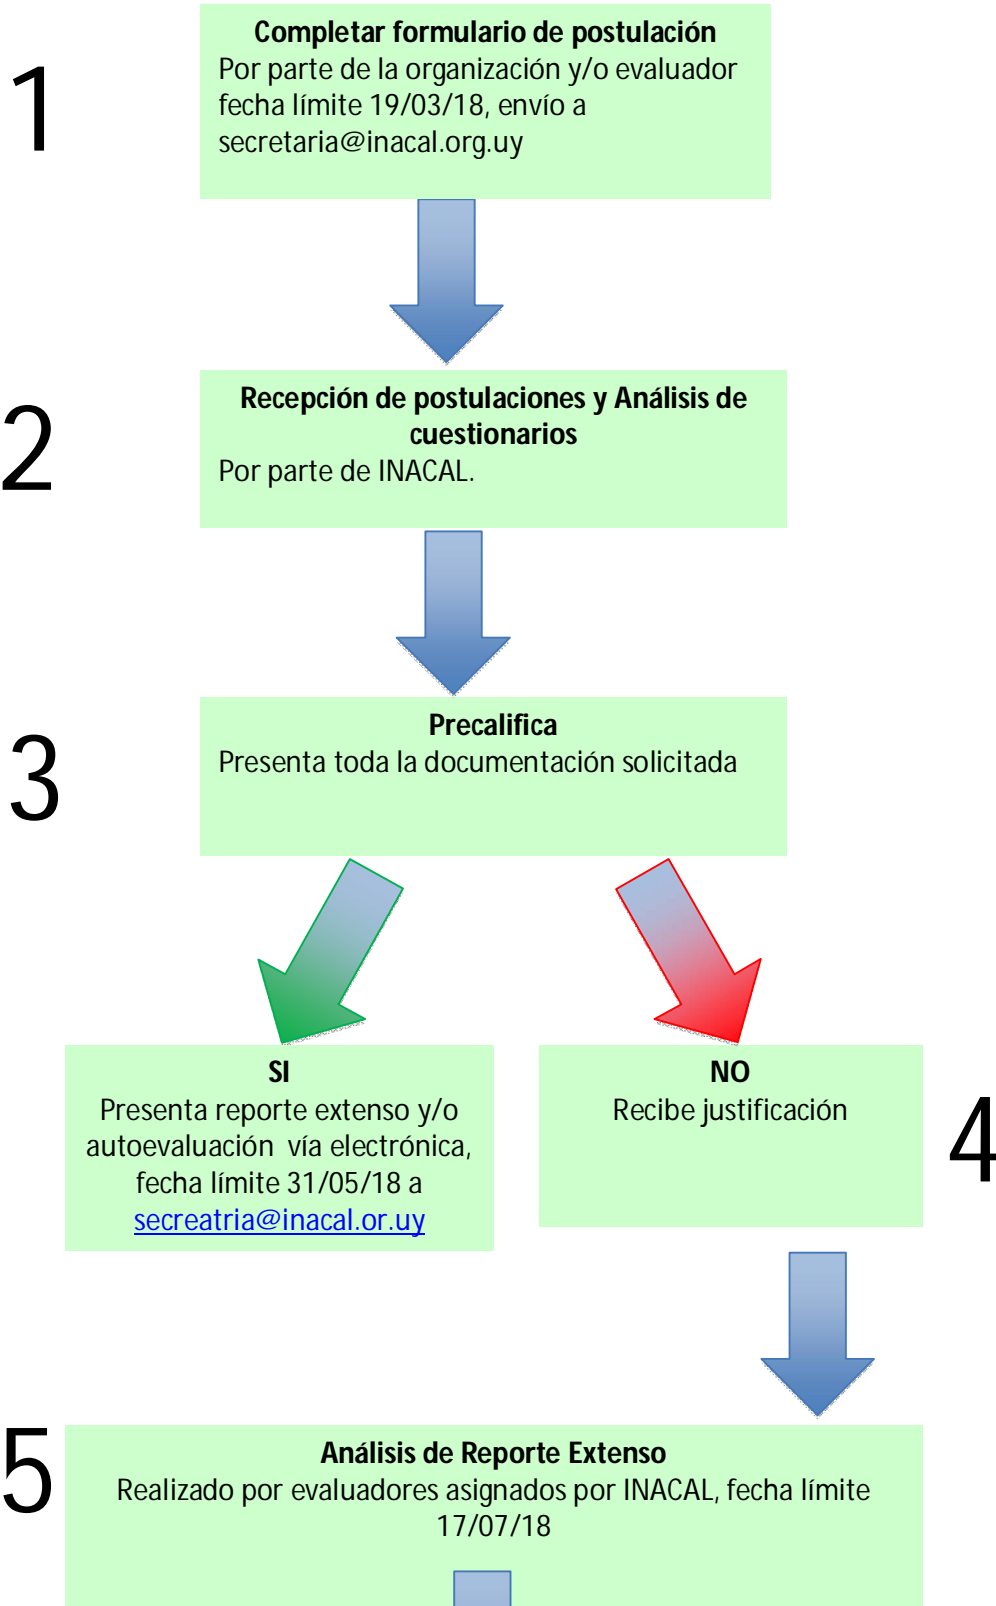 1
Completar formulario de postulación
Por parte de la organización y/o evaluador
fecha límite 19/03/18, envío a
secretaria@inacal.org.uy
2
Recepción de postulaciones y Análisis de
cuestionarios
Por parte de INACAL.
3
Precalifica
Presenta toda la documentación solicitada
SI
Presenta reporte extenso y/o
autoevaluación vía electrónica,
fecha límite 31/05/18 a
secreatria@inacal.or.uy
NO
Recibe justificación
4
5
Análisis de Reporte Extenso
Realizado por evaluadores asignados por INACAL, fecha límite
17/07/18